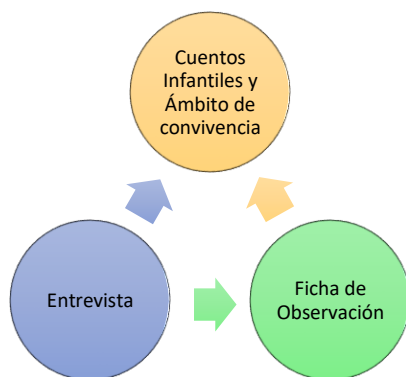 Cuentos
Infantiles y
Ámbito de
convivencia
Entrevista
Ficha de
Observación